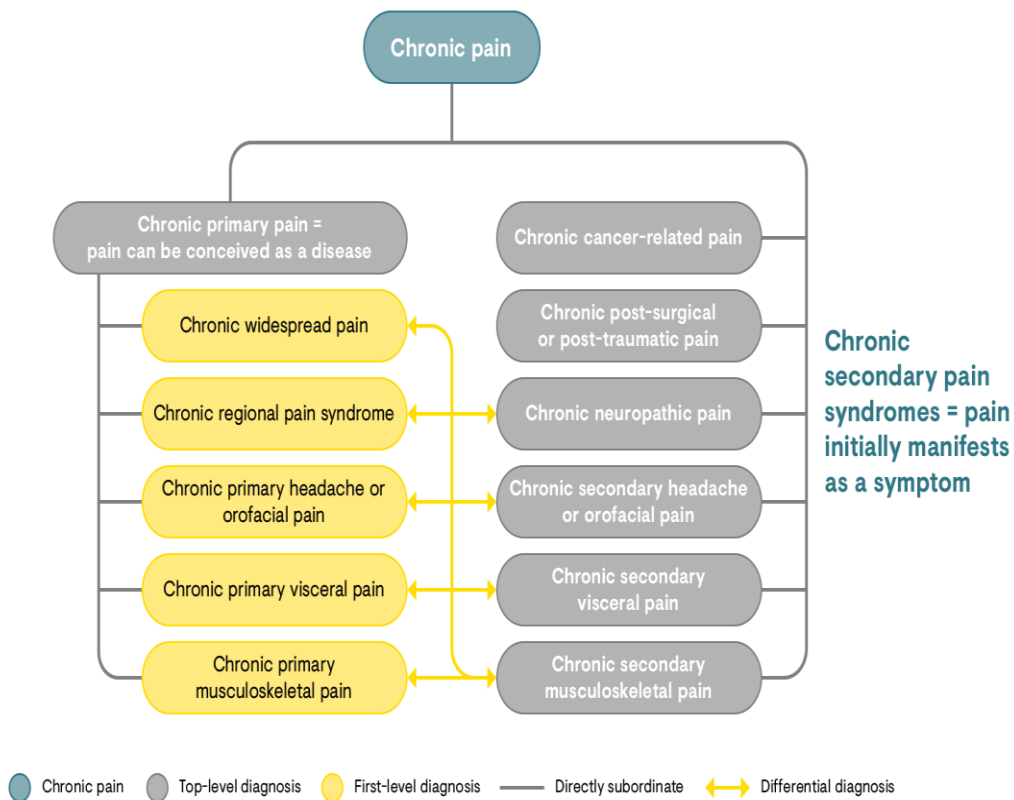 Chronic pain
Chronic primary pain =
pain can be conceived as a disease
Chronic widespread pain
Chronic regional pain syndrome
Chronic primary headache or
orofacial pain
Chronic primary visceral pain
Chronic primary
musculoskeletal pain
Chronic cancer-related pain
Chronic post-surgical
or post-traumatic pain
Chronic neuropathic pain
Chronic secondary headache
or orofacial pain
Chronic secondary
visceral pain
Chronic secondary
musculoskeletal pain
Chronic
secondary pain
syndromes = pain
initially manifests
as a symptom
Chronic pain
Top-level diagnosis
First-level diagnosis
Directly subordinate
Differential diagnosis